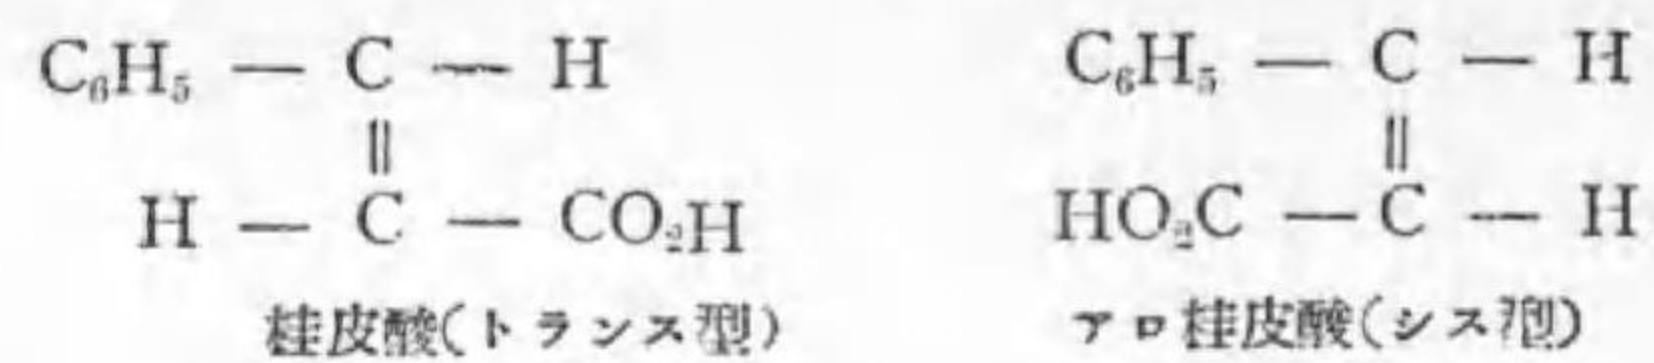 C₆H₅ — C — H
‖
H — C — CO₂H
桂皮酸(トランス型)
C₆H₅ — C — H
‖
HO₂C — C — H
アロ桂皮酸(シス型)